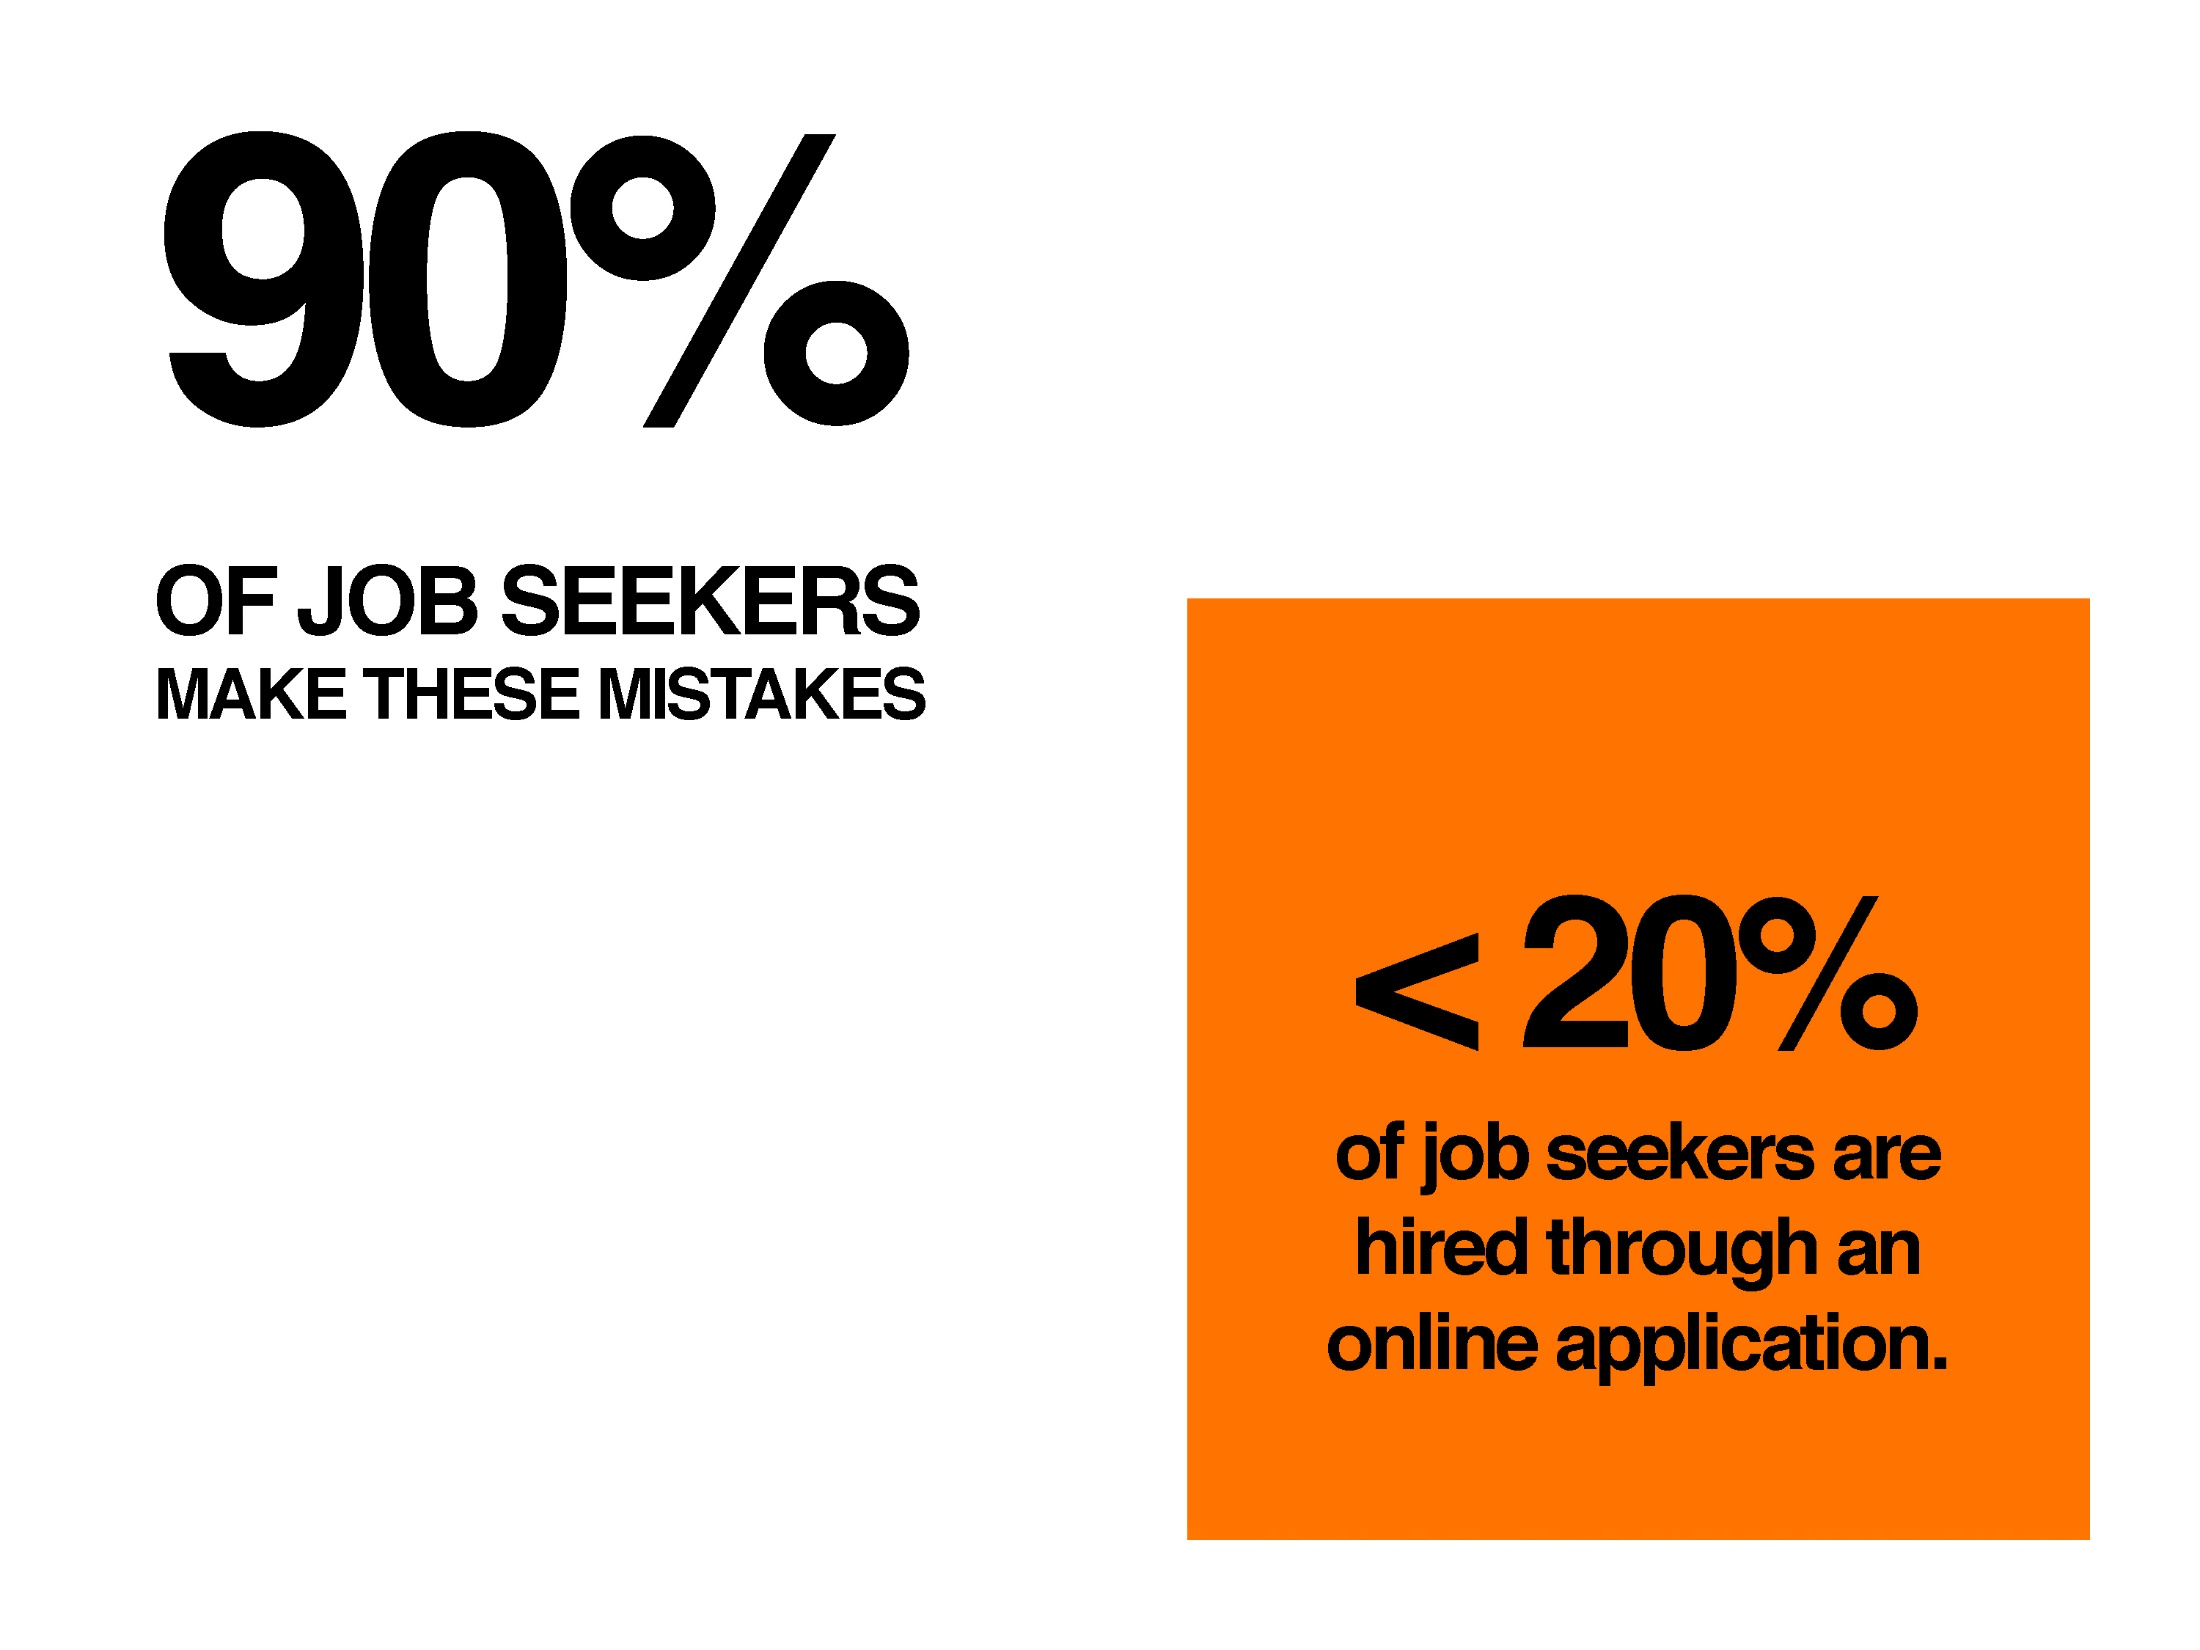 90%
OF JOB SEEKERS
MAKE THESE MISTAKES
< 20%
of job seekers are
hired through an
online application.